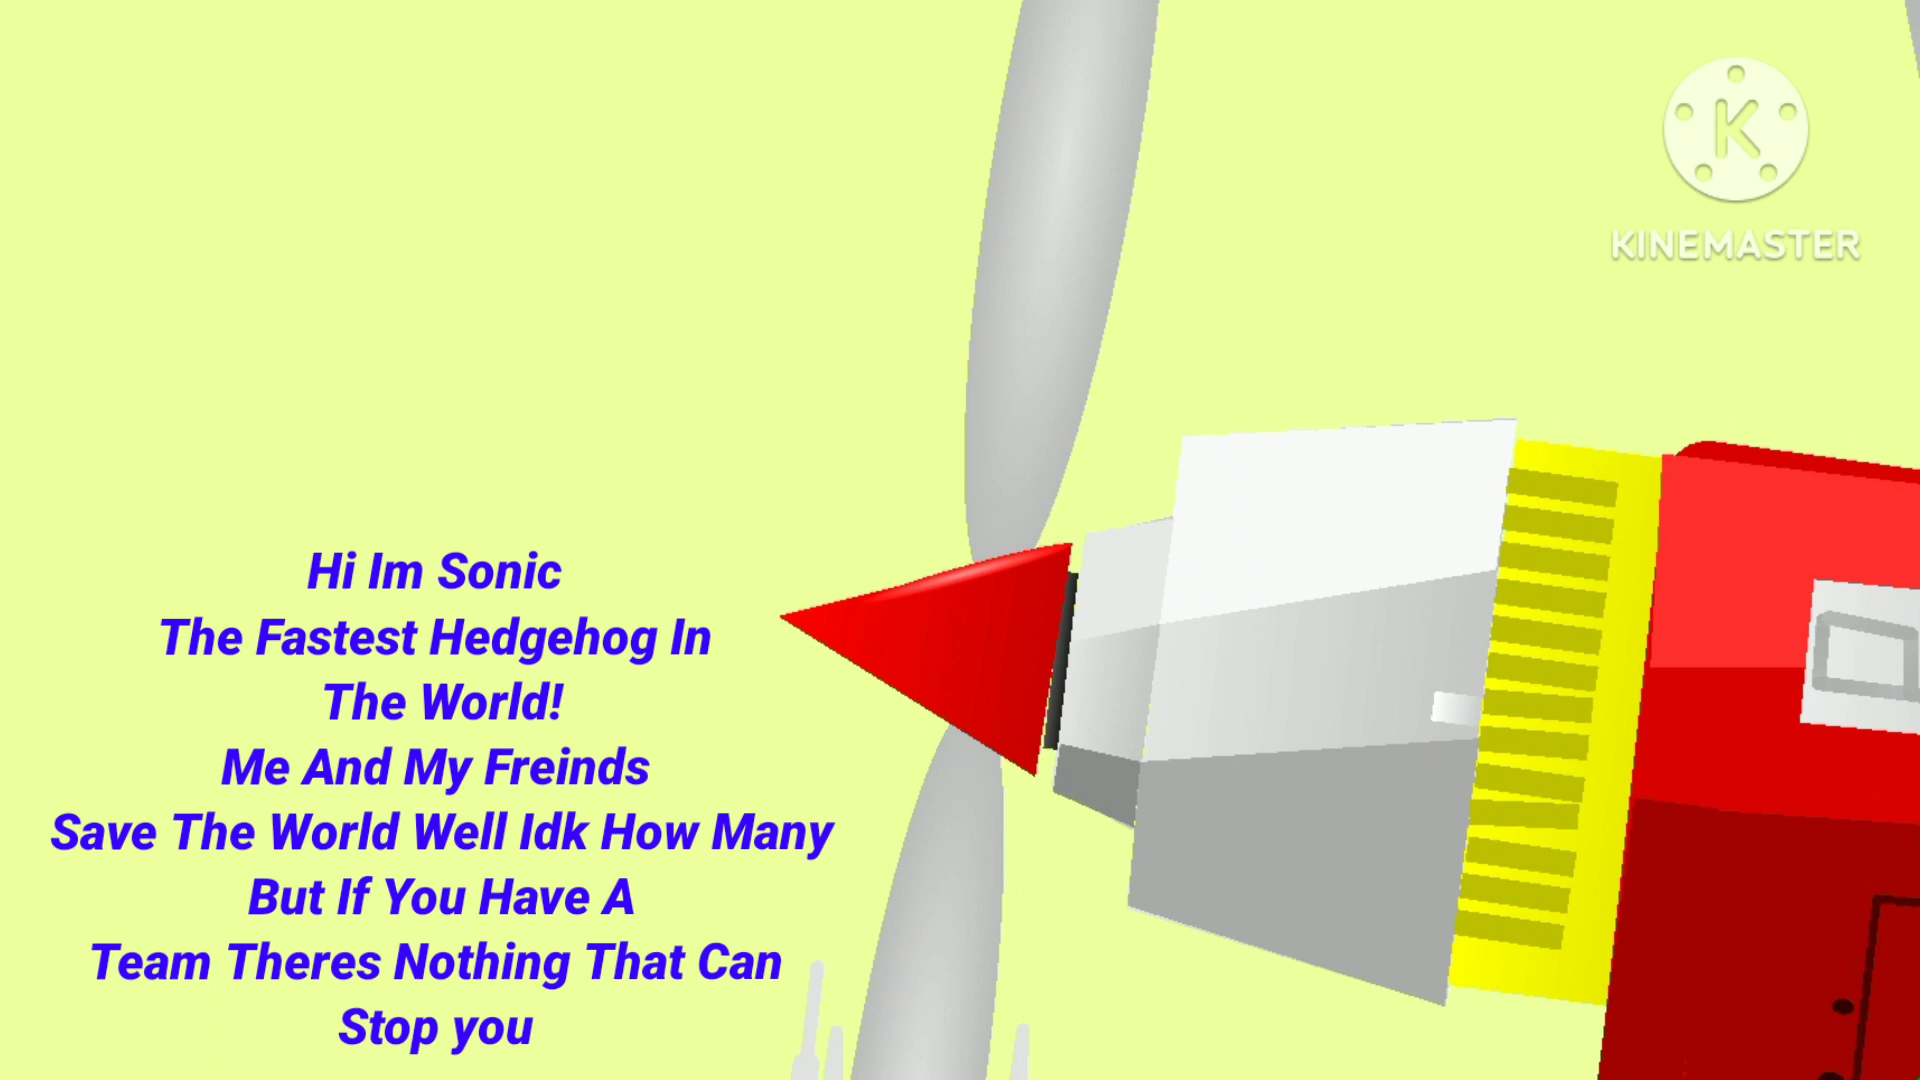 K
KINEMASTER
Hi Im Sonic
The Fastest Hedgehog In
The World!
Me And My Freinds
Save The World Well Idk How Many
But If You Have A
Team Theres Nothing That Can
Stop you